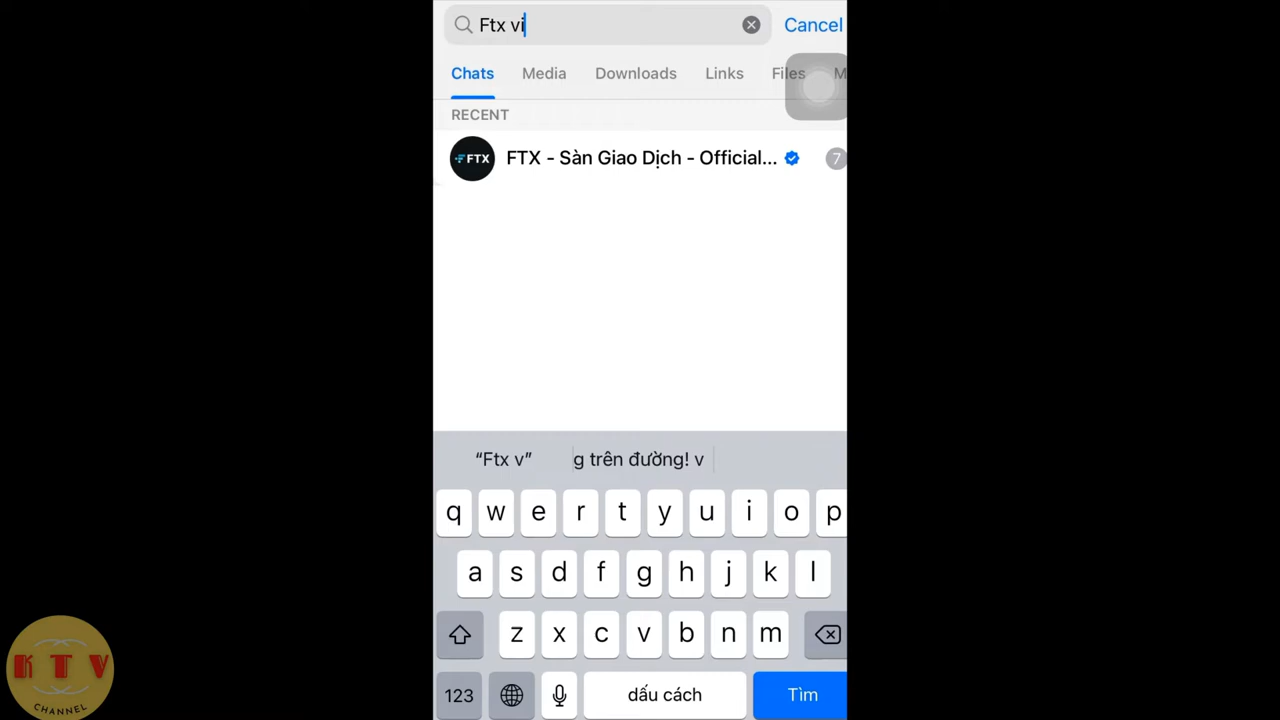 Ftx vi
Cancel
Chats Media Downloads Links Files M
RECENT
FTX
FTX - Sàn Giao Dịch - Official... 7
“Ftx v” g trên đường! v
q w e r t y u i o p
a s d f g h j k l
z x c v b n m
123 dấu cách Tìm
KTV
CHANNEL